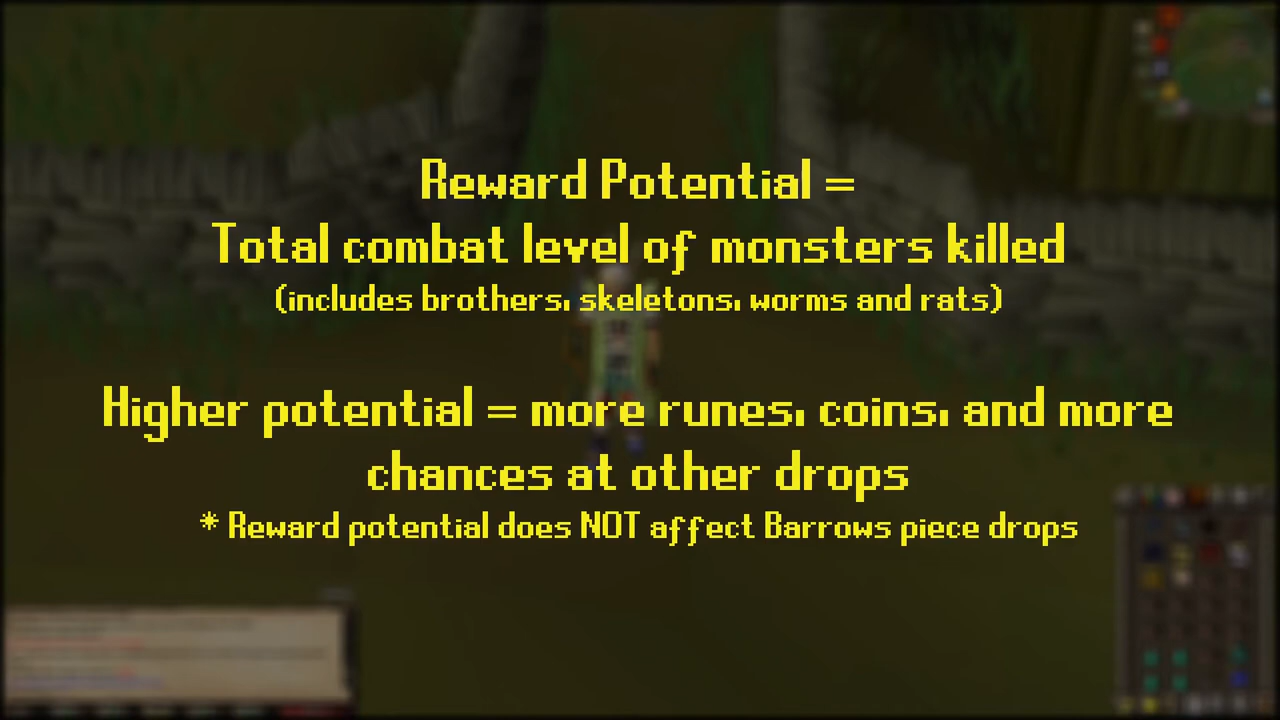 Reward Potential =
Total combat level of monsters killed
(includes brothers, skeletons, worms and rats)
Higher potential = more runes, coins, and more
chances at other drops
* Reward potential does NOT affect Barrows piece drops